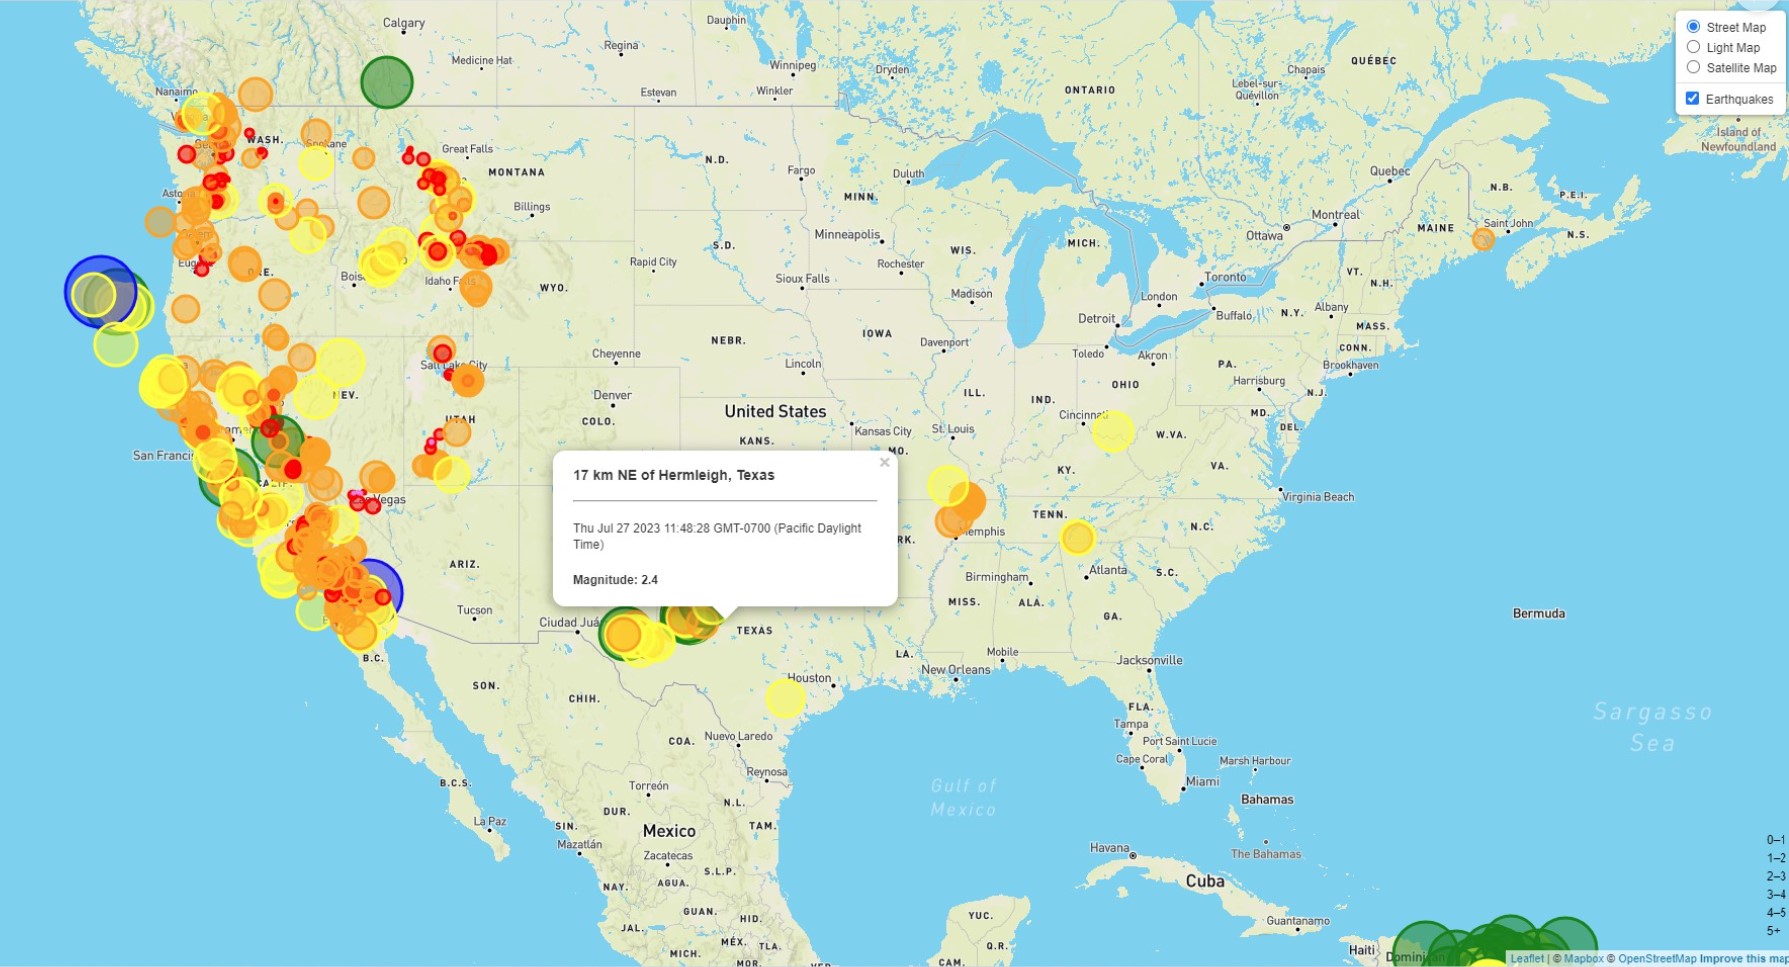 Calgary
Dauphin
Regina
Medicine Hat
Winnipeg
Dryden
Chapais
QUÉBEC
Lebel-sur-
Quévillon
Nanaimo
Estevan
Winkler
ONTARIO
Street Map
Light Map
Satellite Map
Earthquakes
Island of
Newfoundland
WASH.
Spokane
Great Falls
MONTANA
N.D.
Fargo
Duluth
Quebec
N.B.
P.E.I.
Billings
MINN.
Montreal
Ottawa
MAINE
Saint John
N.S.
Minneapolis
WIS.
MICH.
S.D.
Rapid City
Rochester
Sioux Falls
Madison
Idaho Falls
WYO.
Toronto
London
Buffalo
VT.
N.H.
N.Y.
Albany
MASS.
Detroit
IOWA
NEBR.
Davenport
Cheyenne
Toledo
Akron
CONN.
Brookhaven
PA.
Salt Lake City
Lincoln
OHIO
Harrisburg
N.J.
NEV.
Denver
ILL.
IND.
United States
Cincinnati
MD.
UTAH
COLO.
KANS.
Kansas City
St. Louis
DEL.
W.VA.
MO.
San Francis
KY.
VA.
17 km NE of Hermleigh, Texas
×
Vegas
Virginia Beach
TENN.
N.C.
Thu Jul 27 2023 11:48:28 GMT-0700 (Pacific Daylight
Time)
Memphis
RK.
ARIZ.
Magnitude: 2.4
Birmingham
Atlanta
S.C.
Tucson
MISS.
ALA.
GA.
Bermuda
Ciudad Juá
TEXAS
B.C.
LA.
Mobile
New Orleans
Jacksonville
Houston
SON.
CHIH.
FLA.
Tampa
Sargasso
Sea
COA.
Nuevo Laredo
Port Saint Lucie
Cape Coral
Marsh Harbour
B.C.S.
Reynosa
Torreón
Gulf of
Mexico
Miami
Bahamas
DUR.
N.L.
La Paz
SIN.
Mexico
TAM.
Mazatlán
Zacatecas
Havana
The Bahamas
0–1
1–2
2–3
3–4
4–5
5+
S.L.P.
NAY.
AGUA.
Cuba
GUAN.
HID.
YUC.
Guantanamo
JAL.
MÉX.
TLA.
MICH.
MOR.
VER
Q.R.
CAM.
Haiti
Domini
Leaflet | © Mapbox © OpenStreetMap Improve this map